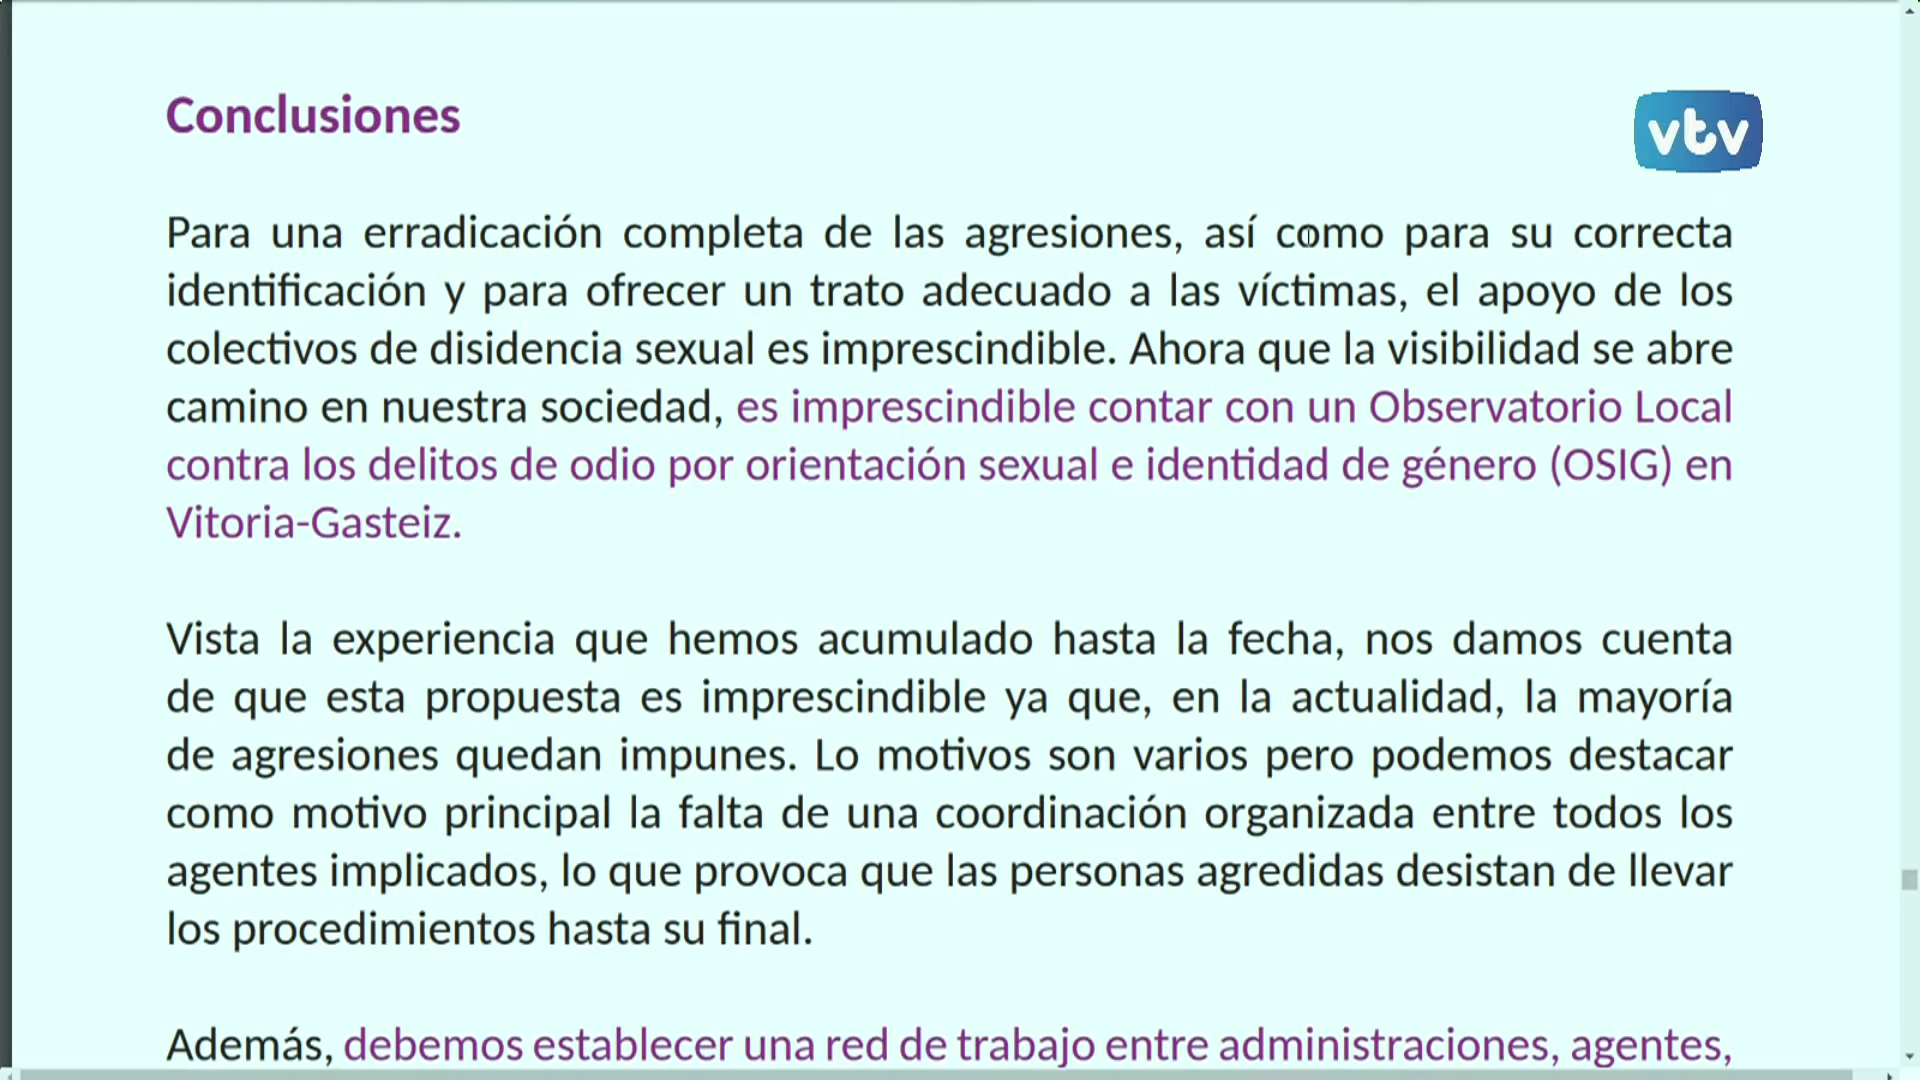 Conclusiones
vtv
Para una erradicación completa de las agresiones, así como para su correcta
identificación y para ofrecer un trato adecuado a las víctimas, el apoyo de los
colectivos de disidencia sexual es imprescindible. Ahora que la visibilidad se abre
camino en nuestra sociedad, es imprescindible contar con un Observatorio Local
contra los delitos de odio por orientación sexual e identidad de género (OSIG) en
Vitoria-Gasteiz.
Vista la experiencia que hemos acumulado hasta la fecha, nos damos cuenta
de que esta propuesta es imprescindible ya que, en la actualidad, la mayoría
de agresiones quedan impunes. Lo motivos son varios pero podemos destacar
como motivo principal la falta de una coordinación organizada entre todos los
agentes implicados, lo que provoca que las personas agredidas desistan de llevar
los procedimientos hasta su final.
Además, debemos establecer una red de trabajo entre administraciones, agentes,